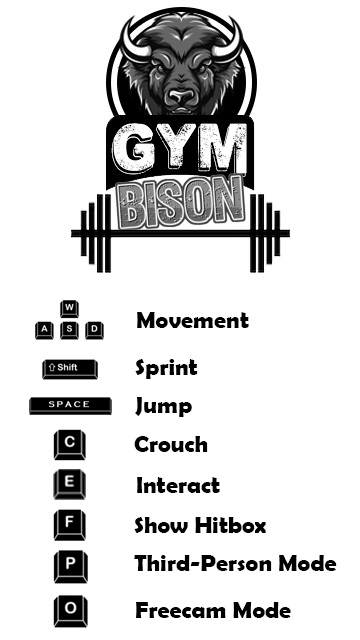 GYM
BISON
W
A S D Movement
⇧ Shift Sprint
SPACE Jump
C Crouch
E Interact
F Show Hitbox
P Third-Person Mode
O Freecam Mode